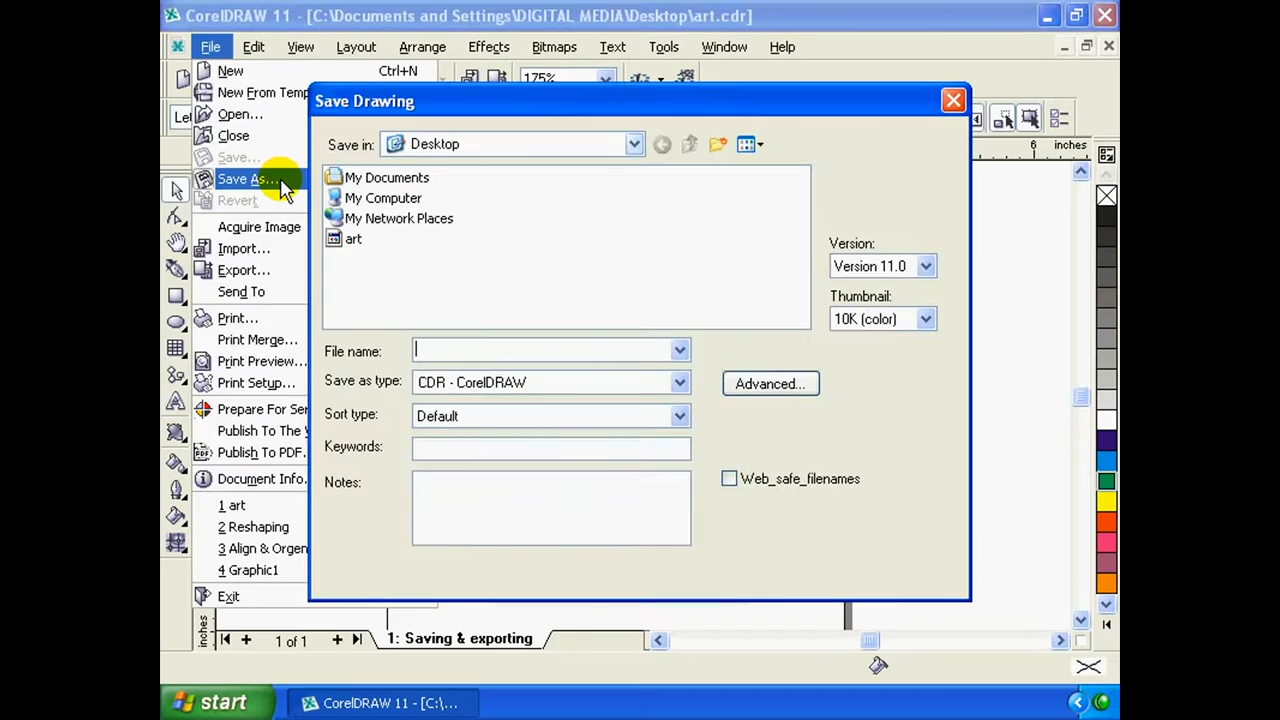 CorelDRAW 11 - [C:\Documents and Settings\DIGITAL MEDIA\Desktop\art.cdr]
File Edit View Layout Arrange Effects Bitmaps Text Tools Window Help
New Ctrl+N
175%
New From Temp
Save Drawing
Open...
Close
Save in: Desktop
Save...
6 inches
Save As...
My Documents
My Computer
Revert
My Network Places
Acquire Image
art
Import...
Version:
Version 11.0
Export...
Send To
Thumbnail:
10K (color)
Print...
Print Merge...
File name:
Print Preview...
Print Setup...
Save as type: CDR - CorelDRAW
Advanced...
Prepare For Ser
Sort type: Default
Publish To The
Keywords:
Publish To PDF.
Document Info.
Notes:
Web_safe_filenames
1 art
2 Reshaping
3 Align & Orgen
4 Graphic1
Exit
inches
1 of 1
1: Saving & exporting
start
CorelDRAW 11 - [C:\...